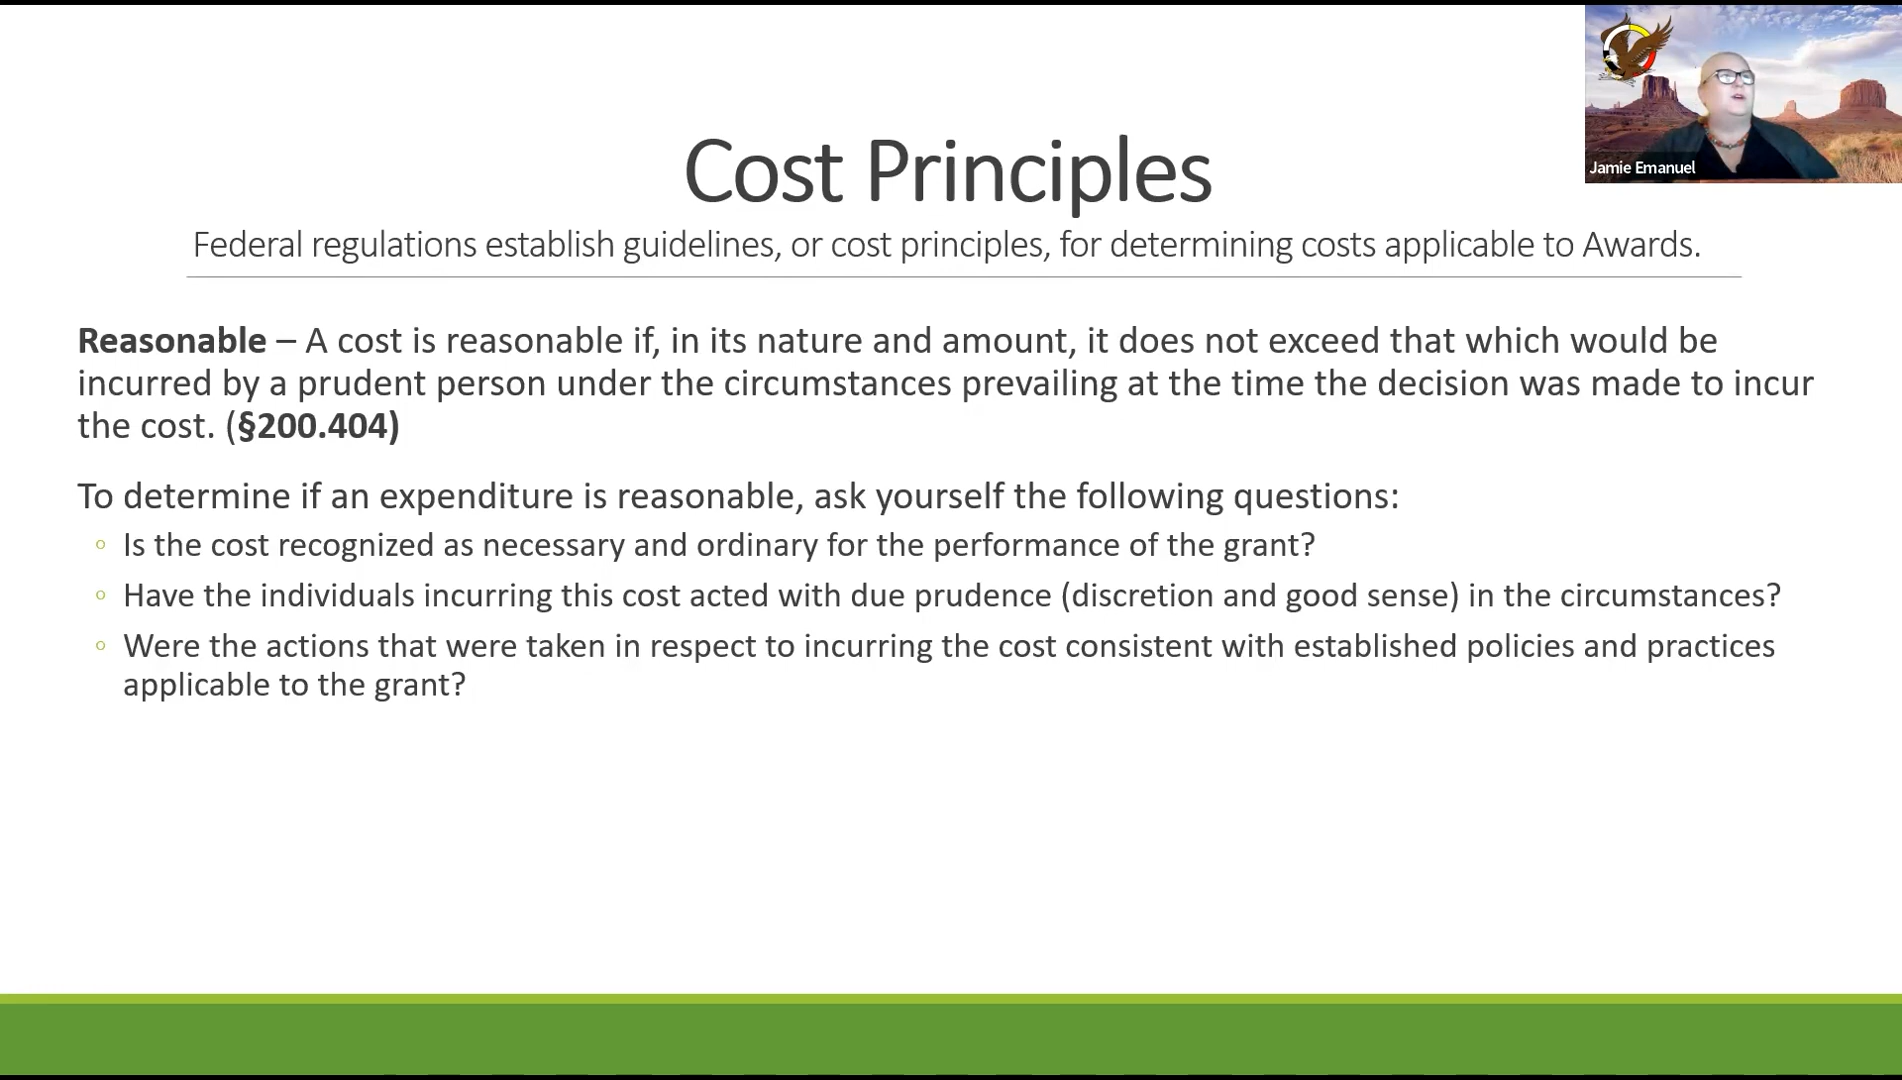 Cost Principles
Federal regulations establish guidelines, or cost principles, for determining costs applicable to Awards.
Jamie Emanuel
Reasonable – A cost is reasonable if, in its nature and amount, it does not exceed that which would be
incurred by a prudent person under the circumstances prevailing at the time the decision was made to incur
the cost. (§200.404)
To determine if an expenditure is reasonable, ask yourself the following questions:
◦ Is the cost recognized as necessary and ordinary for the performance of the grant?
◦ Have the individuals incurring this cost acted with due prudence (discretion and good sense) in the circumstances?
◦ Were the actions that were taken in respect to incurring the cost consistent with established policies and practices
applicable to the grant?